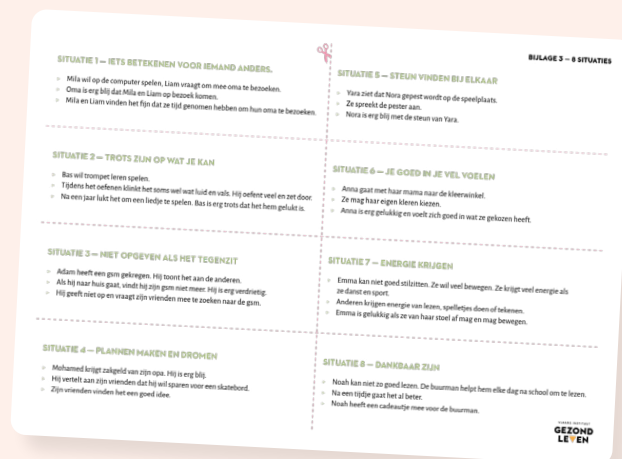 BIJLAGE 3 – 8 SITUATIES
SITUATIE 1 – IETS BETEKENEN VOOR IEMAND ANDERS.
Mila wil op de computer spelen, Liam vraagt om mee oma te bezoeken.
Oma is erg blij dat Mila en Liam op bezoek komen.
Mila en Liam vinden het fijn dat ze tijd genomen hebben om hun oma te bezoeken.
SITUATIE 2 – TROTS ZIJN OP WAT JE KAN
Bas wil trompet leren spelen.
Tijdens het oefenen klinkt het soms wel wat luid en vals. Hij oefent veel en zet door.
Na een jaar lukt het om een liedje te spelen. Bas is erg trots dat het hem gelukt is.
SITUATIE 3 – NIET OPGEVEN ALS HET TEGENZIT
Adam heeft een gsm gekregen. Hij toont het aan de anderen.
Als hij naar huis gaat, vindt hij zijn gsm niet meer. Hij is erg verdrietig.
Hij geeft niet op en vraagt zijn vrienden mee te zoeken naar de gsm.
SITUATIE 4 – PLANNEN MAKEN EN DROMEN
Mohamed krijgt zakgeld van zijn opa. Hij is erg blij.
Hij vertelt aan zijn vrienden dat hij wil sparen voor een skatebord.
Zijn vrienden vinden het een goed idee.
SITUATIE 5 – STEUN VINDEN BIJ ELKAAR
Yara ziet dat Nora gepest wordt op de speelplaats.
Ze spreekt de pester aan.
Nora is erg blij met de steun van Yara.
SITUATIE 6 – JE GOED IN JE VEL VOELEN
Anna gaat met haar mama naar de kleerwinkel.
Ze mag haar eigen kleren kiezen.
Anna is erg gelukkig en voelt zich goed in wat ze gekozen heeft.
SITUATIE 7 – ENERGIE KRIJGEN
Emma kan niet goed stilzitten. Ze wil veel bewegen. Ze krijgt veel energie als
ze danst en sport.
Anderen krijgen energie van lezen, spelletjes doen of tekenen.
Emma is gelukkig als ze van haar stoel af mag en mag bewegen.
SITUATIE 8 – DANKBAAR ZIJN
Noah kan niet zo goed lezen. De buurman helpt hem elke dag na school om te lezen.
Na een tijdje gaat het al beter.
Noah heeft een cadeautje mee voor de buurman.
VLAAMS INSTITUUT
GEZOND
LEVEN